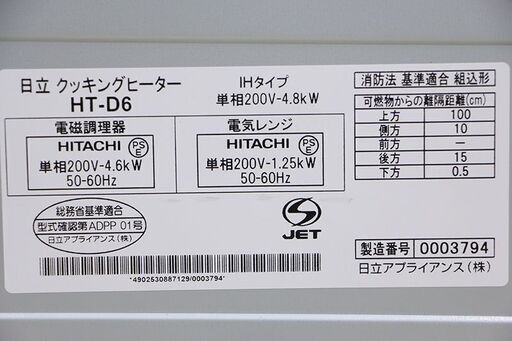 日立 クッキングヒーター
HT-D6
IHタイプ
単相200V-4.8kW
電磁調理器
HITACHI
PS
E
単相200V-4.6kW
50-60Hz
電気レンジ
HITACHI
PS
E
単相200V-1.25kW
50-60Hz
消防法 基準適合 組込形
可燃物からの離隔距離(cm)
上方 100
側方 10
前方 —
後方 15
下方 0.5
総務省基準適合
型式確認第ADPP 01号
日立アプライアンス(株)
S
JET
*4902530887129/0003794*
製造番号 0003794
日立アプライアンス(株)